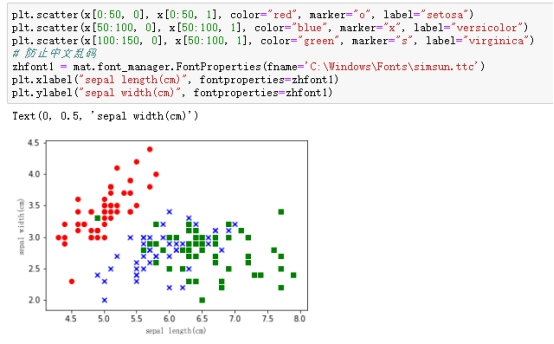 plt.scatter(x[0:50, 0], x[0:50, 1], color="red", marker="o", label="setosa")
plt.scatter(x[50:100, 0], x[50:100, 1], color="blue", marker="x", label="versicolor")
plt.scatter(x[100:150, 0], x[50:100, 1], color="green", marker="s", label="virginica")
# 防止中文乱码
zhfont1 = mat.font_manager.FontProperties(fname='C:\Windows\Fonts\simsun.ttc')
plt.xlabel("sepal length(cm)", fontproperties=zhfont1)
plt.ylabel("sepal width(cm)", fontproperties=zhfont1)
Text(0, 0.5, 'sepal width(cm)')
4.5
4.0
3.5
3.0
2.5
2.0
sepal width(cm)
4.5 5.0 5.5 6.0 6.5 7.0 7.5 8.0
sepal length(cm)